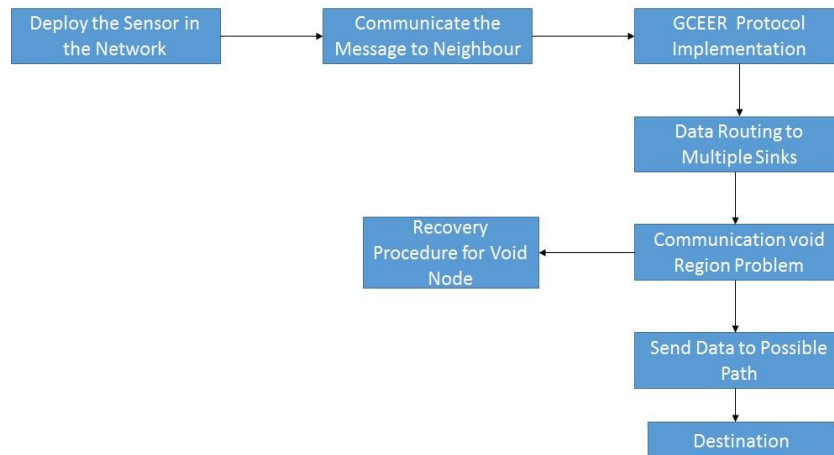 Deploy the Sensor in
the Network
Communicate the
Message to Neighbour
GCEER Protocol
Implementation
Data Routing to
Multiple Sinks
Recovery
Procedure for Void
Node
Communication void
Region Problem
Send Data to Possible
Path
Destination